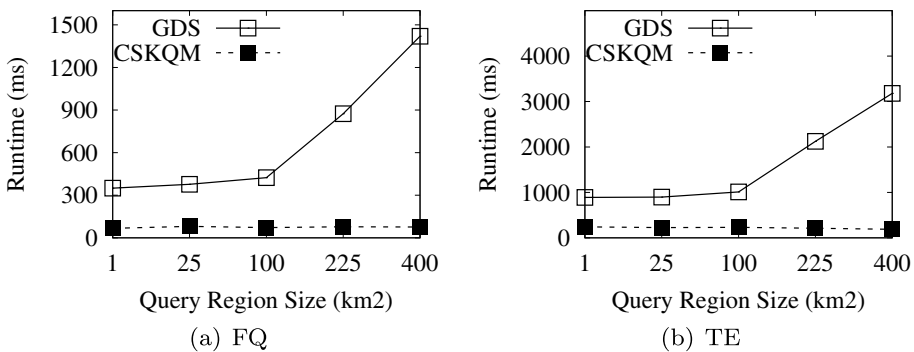 1500
1200
900
600
300
0
Runtime (ms)
GDS
CSKQM
1 25 100 225 400
Query Region Size (km2)
(a) FQ
4000
3000
2000
1000
0
Runtime (ms)
GDS
CSKQM
1 25 100 225 400
Query Region Size (km2)
(b) TE